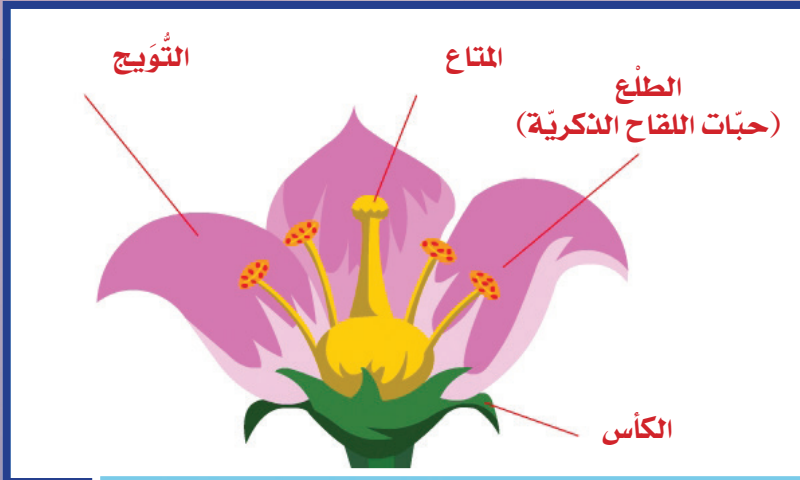 التُّوَيج
المتاع
الطلْع
(حبّات اللقاح الذكريّة)
الكأس